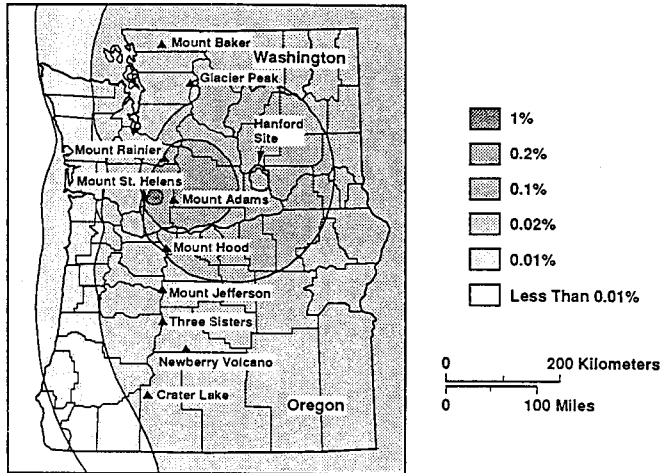 Mount Baker
Washington
Glacier Peak
Hanford
Site
Mount Rainier
Mount St. Helens
Mount Adams
Mount Hood
Mount Jefferson
Three Sisters
Newberry Volcano
Crater Lake
Oregon
1%
0.2%
0.1%
0.02%
0.01%
Less Than 0.01%
0 200 Kilometers
0 100 Miles